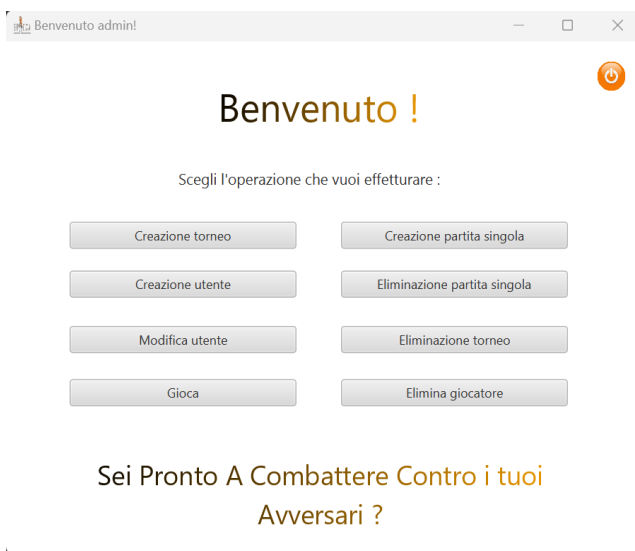 Benvenuto admin!
Benvenuto !
Scegli l'operazione che vuoi effetturare :
Creazione torneo
Creazione partita singola
Creazione utente
Eliminazione partita singola
Modifica utente
Eliminazione torneo
Gioca
Elimina giocatore
Sei Pronto A Combattere Contro i tuoi
Avversari ?